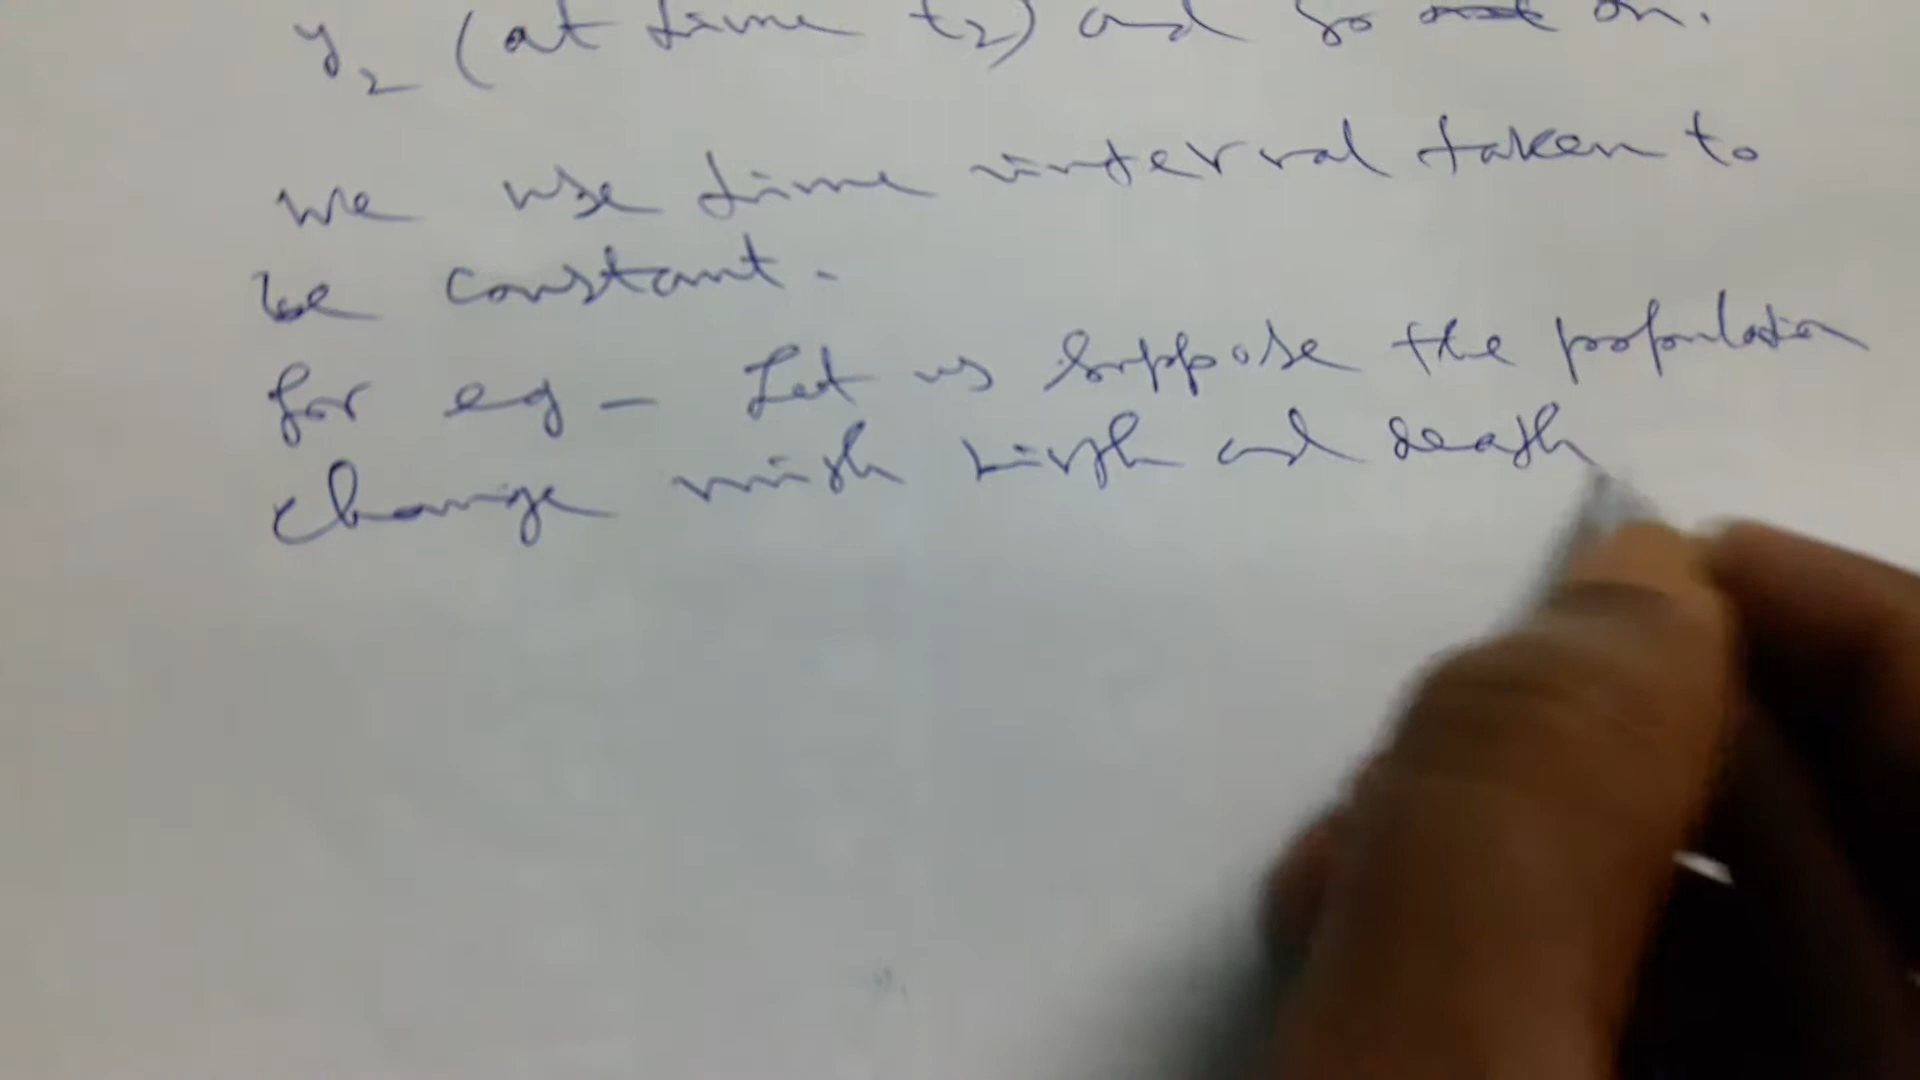 y₂ (at time t₂) and so on.
we use time interval taken to
be constant.
for eg - Let us suppose the population
change with birth and death